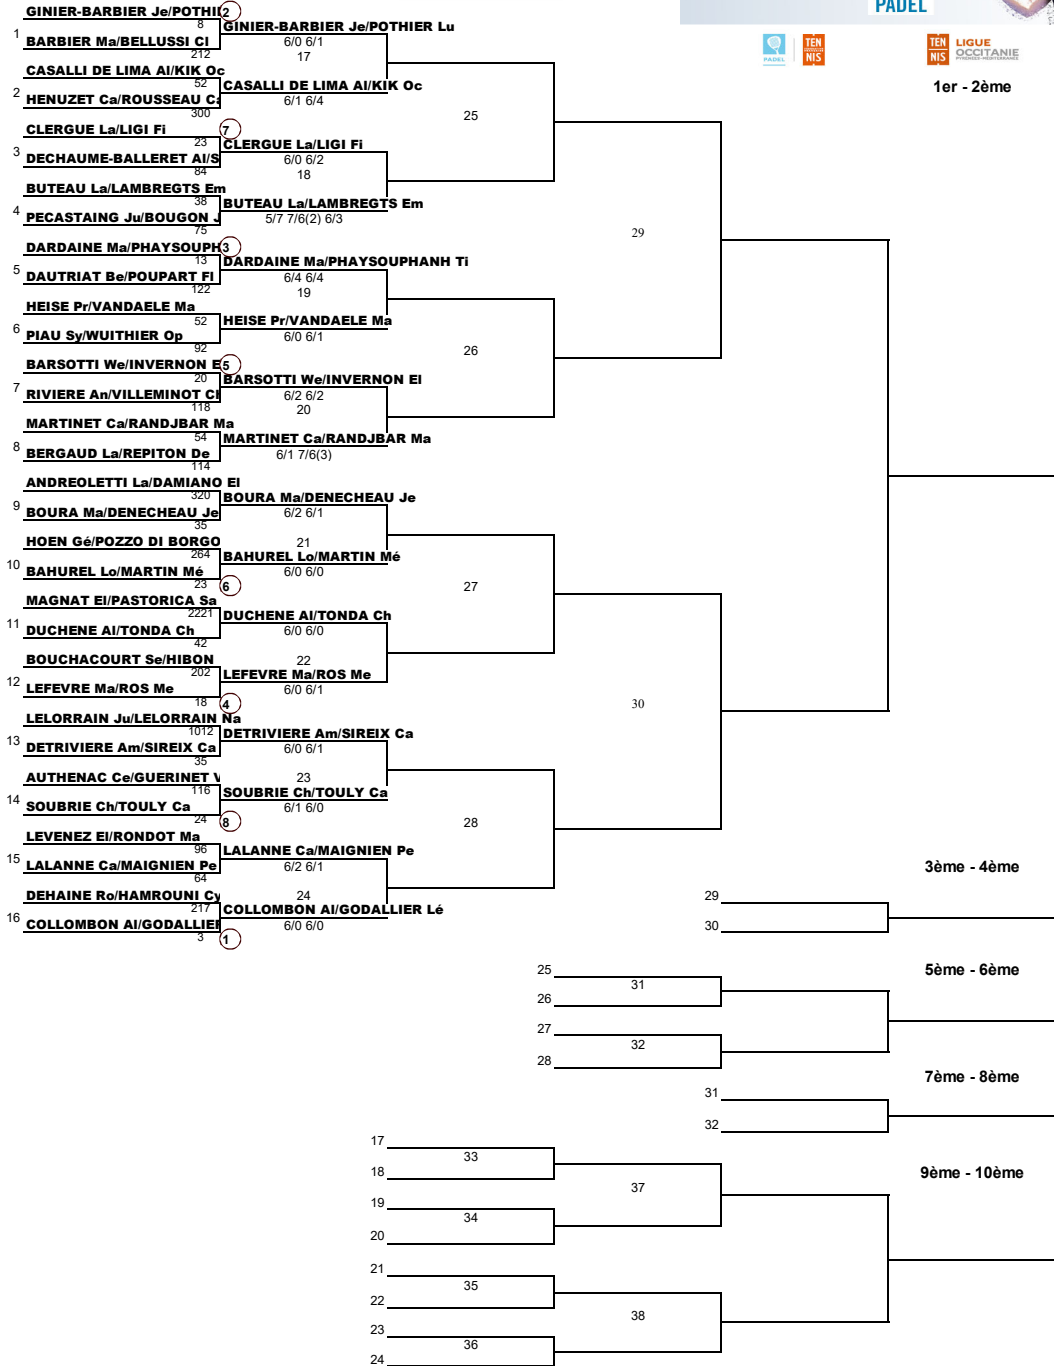 PADEL
PADEL
TEN
NIS
TEN
NIS
LIGUE
OCCITANIE
PYRÉNÉES-MÉDITERRANÉE
1er - 2ème
GINIER-BARBIER Je/POTHIE 2
8
GINIER-BARBIER Je/POTHIER Lu
1
BARBIER Ma/BELLUSSI Cl
6/0 6/1
212
17
CASALLI DE LIMA Al/KIK Oc
52
CASALLI DE LIMA Al/KIK Oc
2
HENUZET Ca/ROUSSEAU Ca
6/1 6/4
300
25
CLERGUE La/LIGI Fi
7
23
CLERGUE La/LIGI Fi
3
DECHAUME-BALLERET Al/S
6/0 6/2
84
18
BUTEAU La/LAMBREGTS Em
38
BUTEAU La/LAMBREGTS Em
4
PECASTAING Ju/BOUGON J
5/7 7/6(2) 6/3
75
29
DARDAINE Ma/PHAYSOUPH 3
13
DARDAINE Ma/PHAYSOUPHANH Ti
5
DAUTRIAT Be/POUPART Fl
6/4 6/4
122
19
HEISE Pr/VANDAELE Ma
52
HEISE Pr/VANDAELE Ma
6
PIAU Sy/WUITHIER Op
6/0 6/1
92
26
BARSOTTI We/INVERNON E 5
20
BARSOTTI We/INVERNON El
7
RIVIERE An/VILLEMINOT Cl
6/2 6/2
118
20
MARTINET Ca/RANDJBAR Ma
54
MARTINET Ca/RANDJBAR Ma
8
BERGAUD La/REPITON De
6/1 7/6(3)
114
ANDREOLETTI La/DAMIANO El
320
BOURA Ma/DENECHEAU Je
9
BOURA Ma/DENECHEAU Je
6/2 6/1
35
HOEN Gé/POZZO DI BORGO
21
264
BAHUREL Lo/MARTIN Mé
10
BAHUREL Lo/MARTIN Mé
6/0 6/0
23
6
27
MAGNAT El/PASTORICA Sa
2221
DUCHENE Al/TONDA Ch
11
DUCHENE Al/TONDA Ch
6/0 6/0
42
BOUCHACOURT Se/HIBON
22
202
LEFEVRE Ma/ROS Me
12
LEFEVRE Ma/ROS Me
6/0 6/1
18
4
30
LELORRAIN Ju/LELORRAIN Na
1012
DETRIVIERE Am/SIREIX Ca
13
DETRIVIERE Am/SIREIX Ca
6/0 6/1
35
AUTHENAC Ce/GUERINET V
23
116
SOUBRIE Ch/TOULY Ca
14
SOUBRIE Ch/TOULY Ca
6/1 6/0
24
8
28
LEVENEZ El/RONDOT Ma
96
LALANNE Ca/MAIGNIEN Pe
15
LALANNE Ca/MAIGNIEN Pe
6/2 6/1
64
DEHAINE Ro/HAMROUNI Cy
24
217
COLLOMBON Al/GODALLIER Lé
16
COLLOMBON Al/GODALLIER
6/0 6/0
3
1
3ème - 4ème
29
30
5ème - 6ème
25
31
26
27
32
28
7ème - 8ème
31
32
9ème - 10ème
17
33
18
37
19
34
20
21
35
22
38
23
36
24